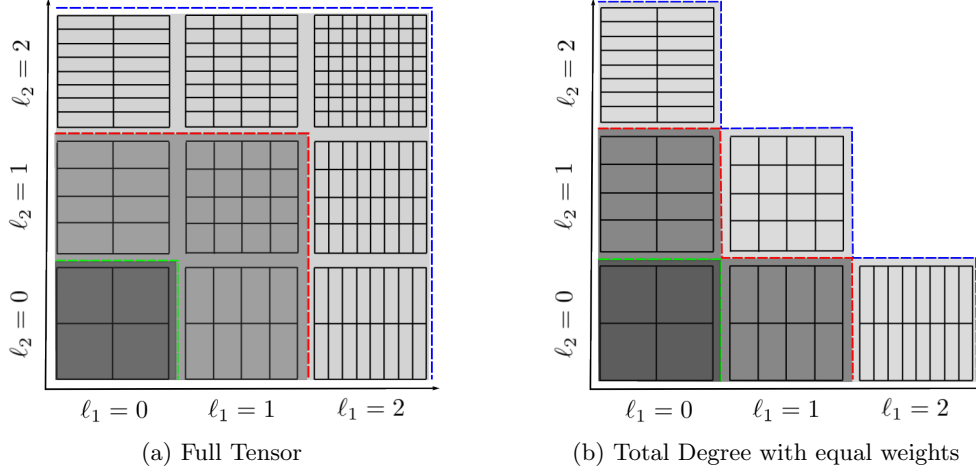 ℓ₂ = 2
ℓ₂ = 1
ℓ₂ = 0
ℓ₁ = 0
ℓ₁ = 1
ℓ₁ = 2
(a) Full Tensor
ℓ₂ = 2
ℓ₂ = 1
ℓ₂ = 0
ℓ₁ = 0
ℓ₁ = 1
ℓ₁ = 2
(b) Total Degree with equal weights